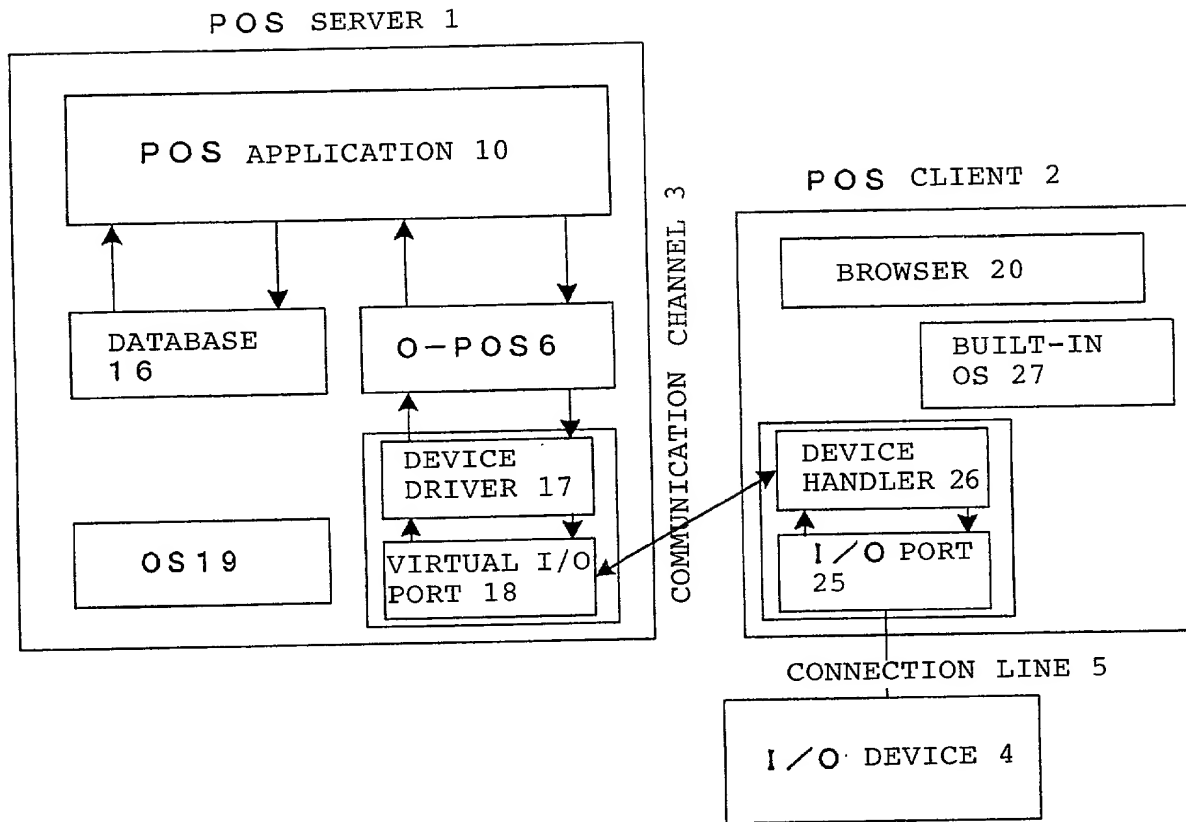 POS SERVER 1
POS APPLICATION 10
DATABASE
16
O-POS6
DEVICE
DRIVER 17
VIRTUAL I/O
PORT 18
OS19
COMMUNICATION CHANNEL 3
POS CLIENT 2
BROWSER 20
BUILT-IN
OS 27
DEVICE
HANDLER 26
I/O PORT
25
CONNECTION LINE 5
I/O DEVICE 4